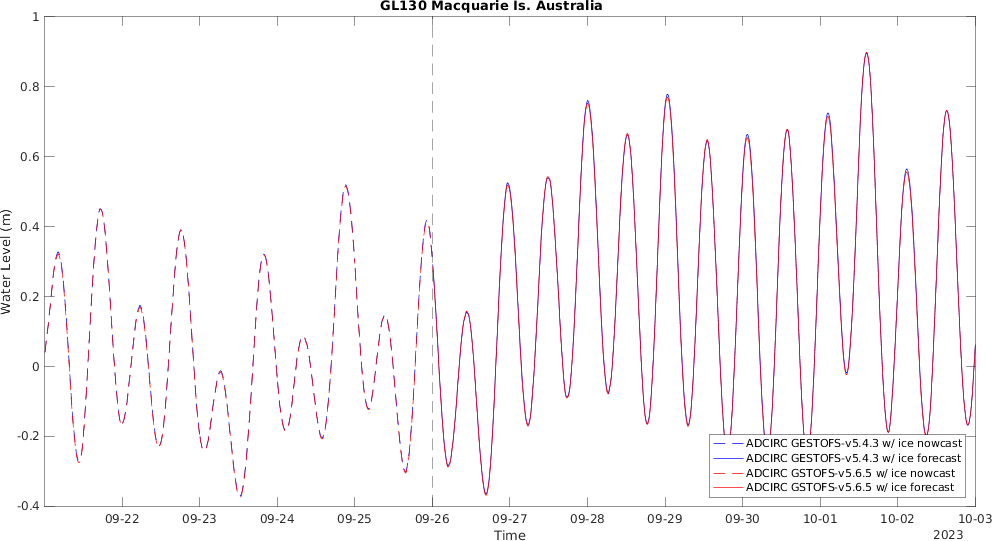 GL130 Macquarie Is. Australia
Water Level (m)
1
0.8
0.6
0.4
0.2
0
-0.2
-0.4
ADCIRC GESTOFS-v5.4.3 w/ ice nowcast
ADCIRC GESTOFS-v5.4.3 w/ ice forecast
ADCIRC GSTOFS-v5.6.5 w/ ice nowcast
ADCIRC GSTOFS-v5.6.5 w/ ice forecast
09-22 09-23 09-24 09-25 09-26 09-27 09-28 09-29 09-30 10-01 10-02 10-03
Time
2023